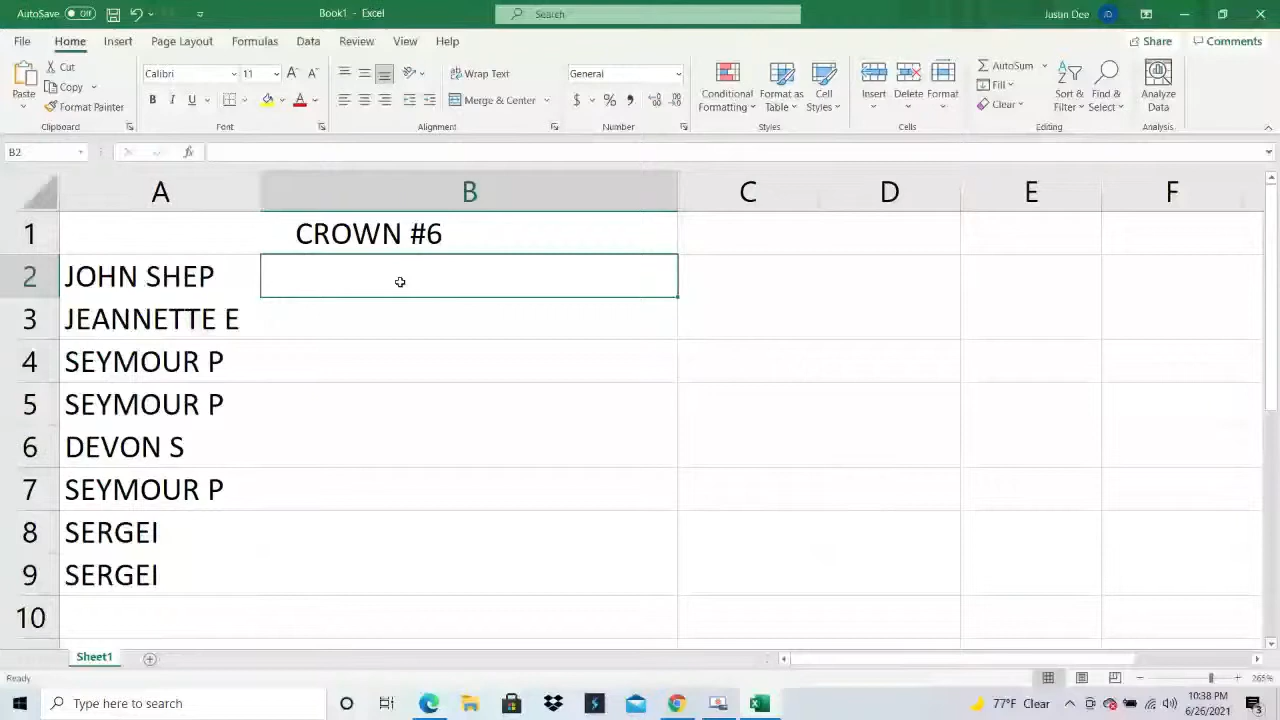 AutoSave Off Book1 - Excel Search Justin Dee JD
File Home Insert Page Layout Formulas Data Review View Help Share Comments
Paste Cut Copy Format Painter Clipboard
Calibri 11 B I U Font
Wrap Text Merge & Center Alignment
General $ % Number
Conditional Formatting Format as Table Cell Styles Styles
Insert Delete Format Cells
AutoSum Fill Clear Sort & Filter Find & Select Editing
Analyze Data Analysis
B2 fx
A B C D E F
1 CROWN #6
2 JOHN SHEP
3 JEANNETTE E
4 SEYMOUR P
5 SEYMOUR P
6 DEVON S
7 SEYMOUR P
8 SERGEI
9 SERGEI
10
Sheet1
Ready 265%
Type here to search 77°F Clear 10:38 PM
6/26/2021 3